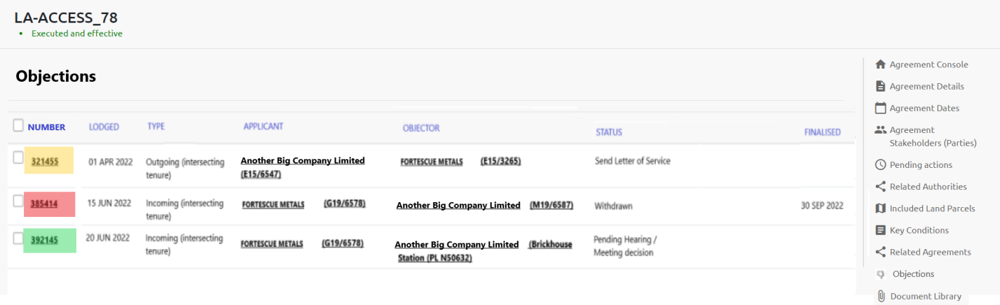 LA-ACCESS_78
• Executed and effective
Objections
NUMBER LODGED TYPE APPLICANT OBJECTOR STATUS FINALISED
321455 01 APR 2022 Outgoing (intersecting Another Big Company Limited FORTESCUE METALS (E15/3265) Send Letter of Service
tenure) (E15/6547)
385414 15 JUN 2022 Incoming (intersecting FORTESCUE METALS (G19/6578) Another Big Company Limited (M19/6587) Withdrawn 30 SEP 2022
tenure)
392145 20 JUN 2022 Incoming (intersecting FORTESCUE METALS (G19/6578) Another Big Company Limited (Brickhouse Pending Hearing /
tenure) Station (PL N50632) Meeting decision
Agreement Console
Agreement Details
Agreement Dates
Agreement
Stakeholders (Parties)
Pending actions
Related Authorities
Included Land Parcels
Key Conditions
Related Agreements
Objections
Document Library